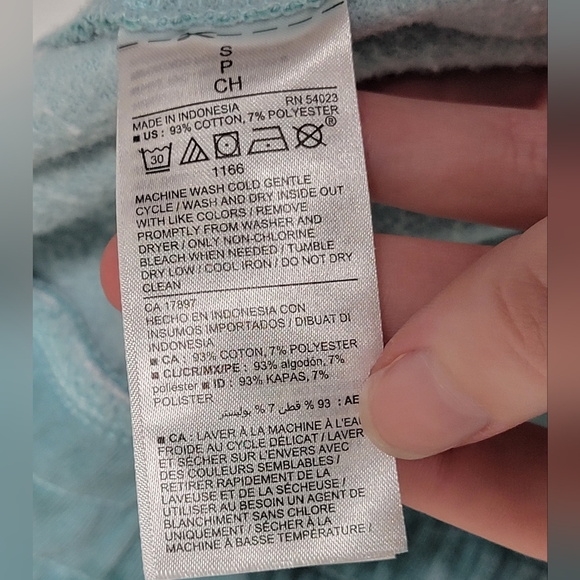 S
P
CH
MADE IN INDONESIA RN 54023
■ US : 93% COTTON, 7% POLYESTER
30 ®
1166
MACHINE WASH COLD GENTLE
CYCLE / WASH AND DRY INSIDE OUT
WITH LIKE COLORS / REMOVE
PROMPTLY FROM WASHER AND
DRYER / ONLY NON-CHLORINE
BLEACH WHEN NEEDED / TUMBLE
DRY LOW / COOL IRON / DO NOT DRY
CLEAN
CA 17897
HECHO EN INDONESIA CON
INSUMOS IMPORTADOS / DIBUAT DI
INDONESIA
■ CA : 93% COTTON, 7% POLYESTER
■ CL/CR/MX/PE : 93% algodón, 7%
poliéster ■ ID : 93% KAPAS, 7%
POLISTER
AE : 93 % قطن 7 % بوليستر
■ CA : LAVER À LA MACHINE À L'EAU
FROIDE AU CYCLE DÉLICAT / LAVER
ET SÉCHER SUR L'ENVERS AVEC
DES COULEURS SEMBLABLES /
RETIRER RAPIDEMENT DE LA
LAVEUSE ET DE LA SÉCHEUSE /
UTILISER AU BESOIN UN AGENT DE
BLANCHIMENT SANS CHLORE
UNIQUEMENT / SÉCHER À LA
MACHINE À BASSE TEMPÉRATURE /